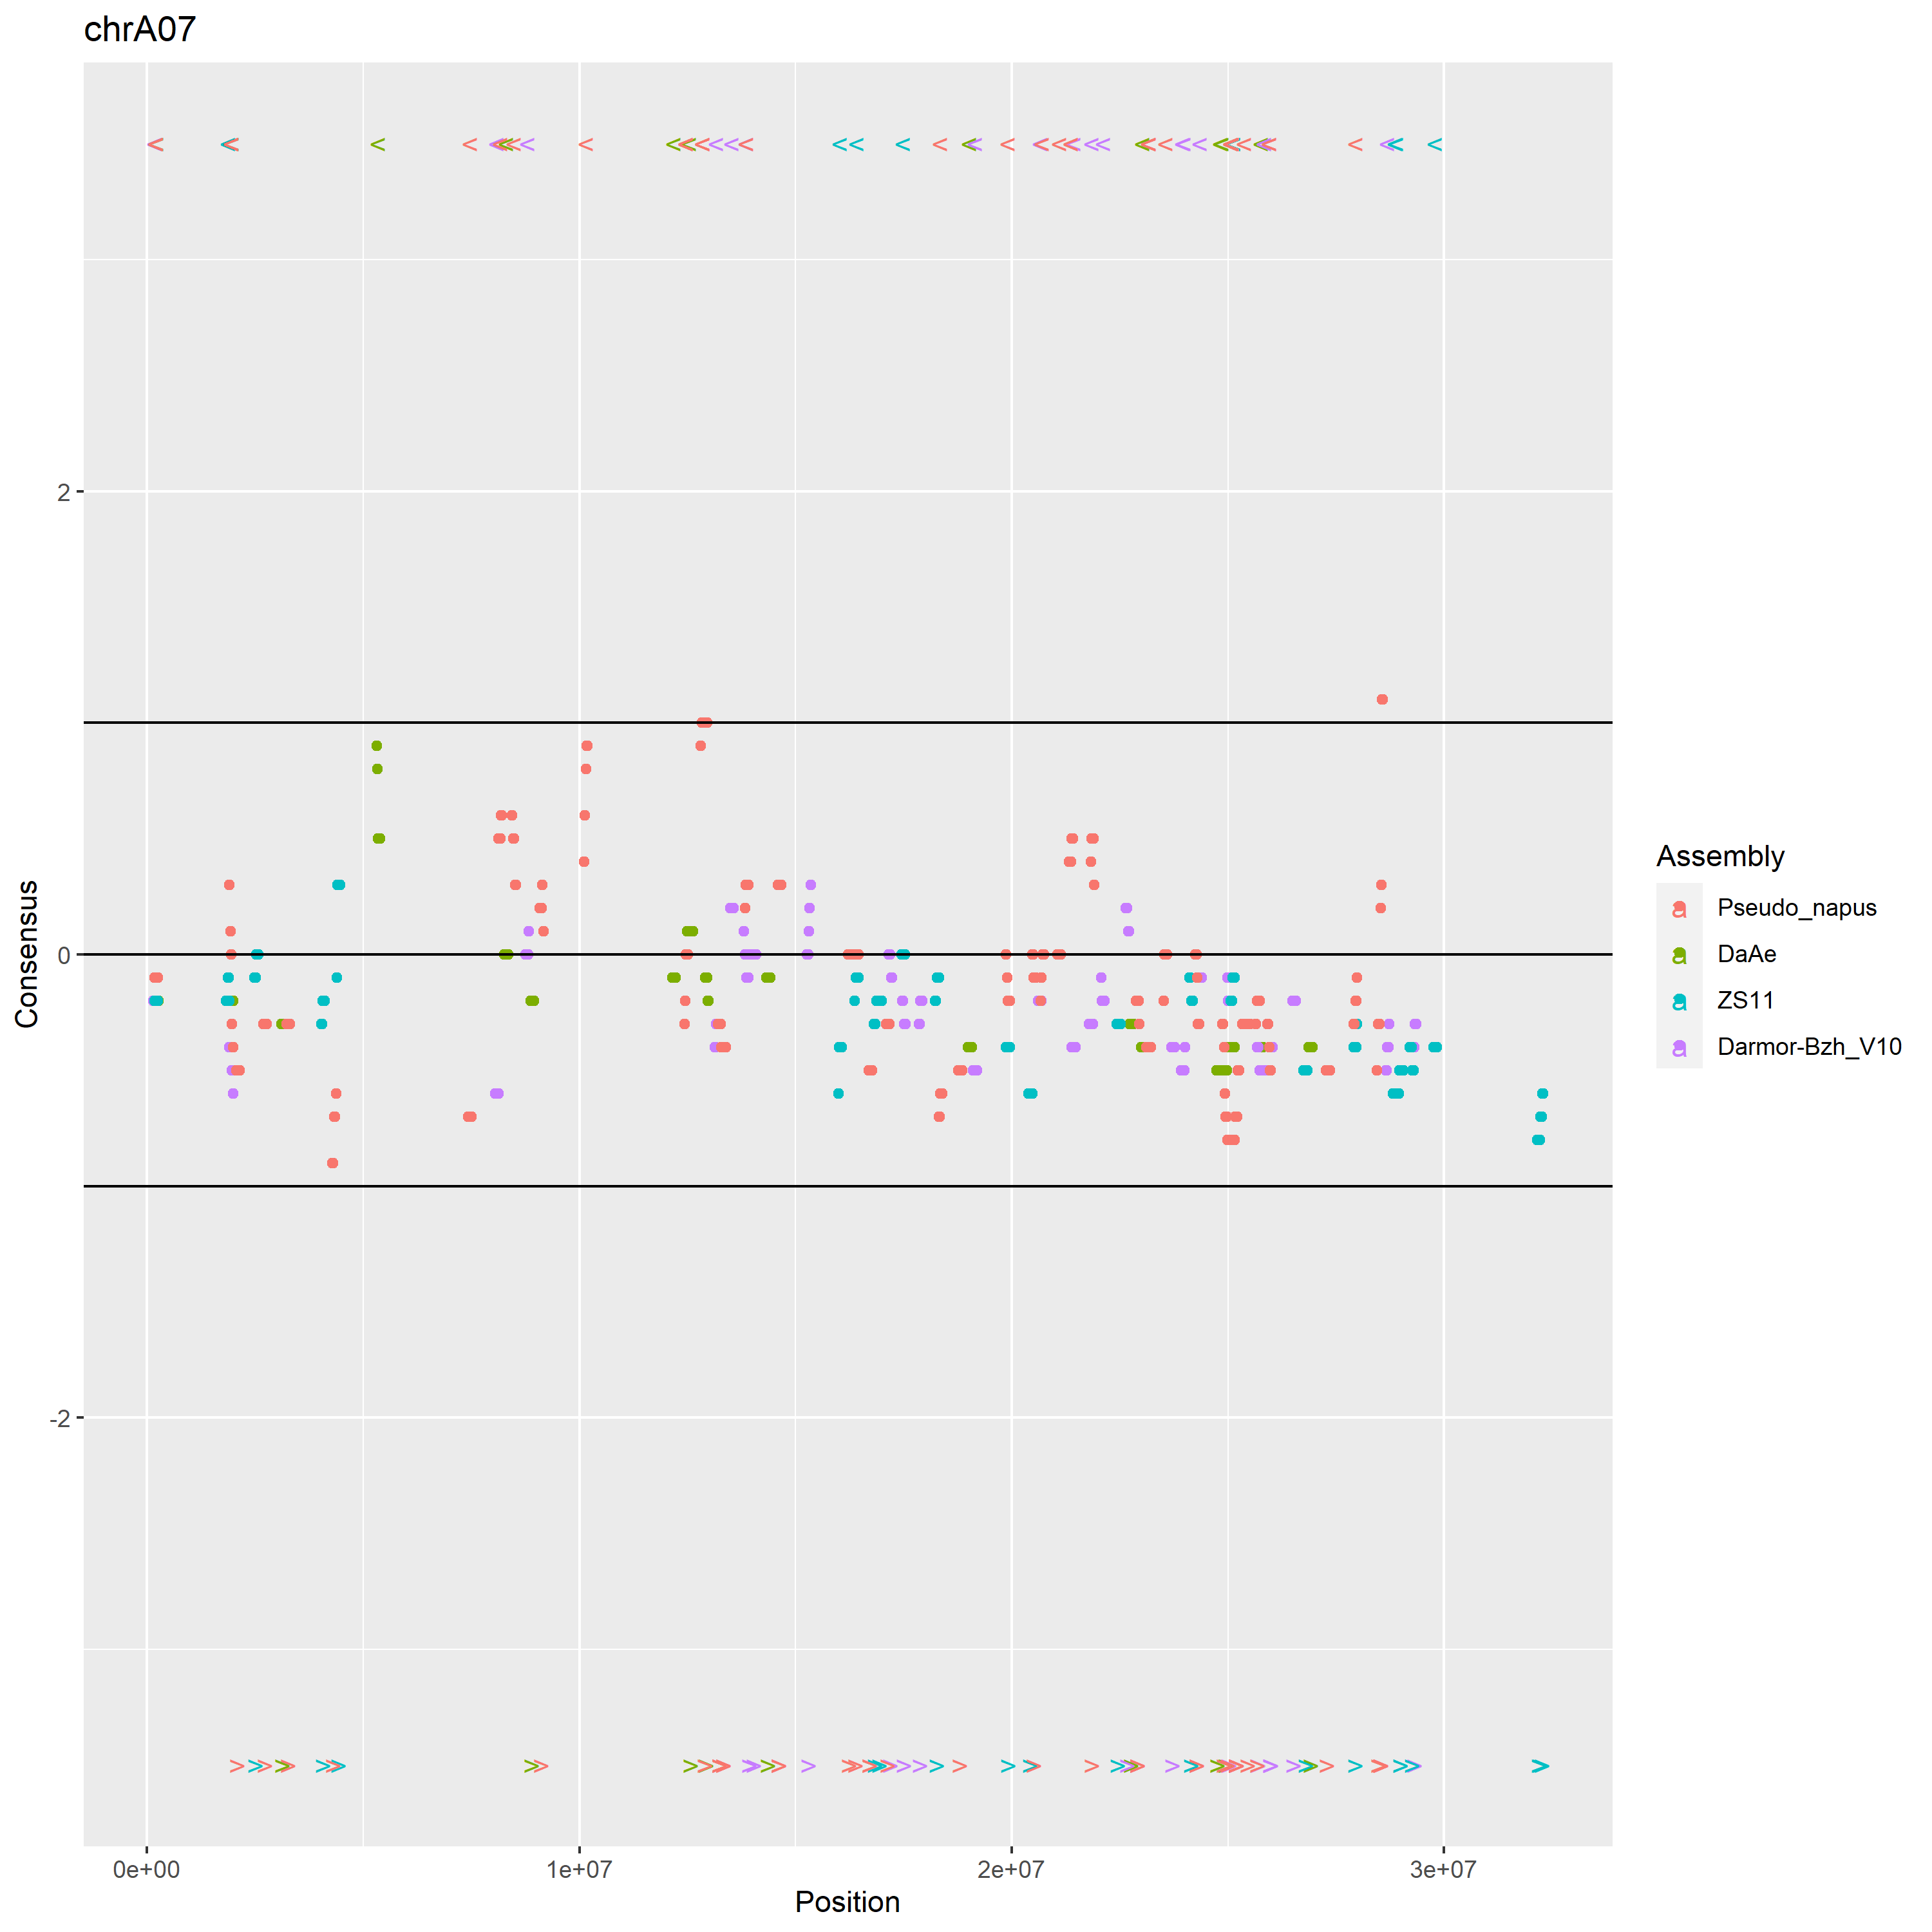 chrA07
2
0
-2
Consensus
0e+00
1e+07
2e+07
3e+07
Position
Assembly
a Pseudo_napus
a DaAe
a ZS11
a Darmor-Bzh_V10